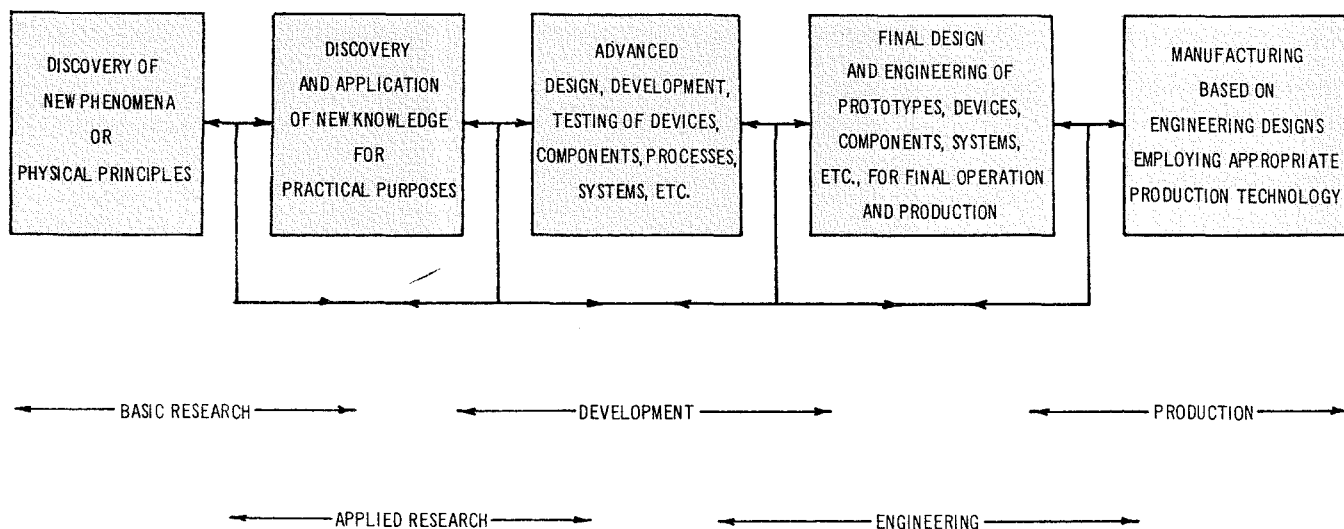 DISCOVERY OF
NEW PHENOMENA
OR
PHYSICAL PRINCIPLES
DISCOVERY
AND APPLICATION
OF NEW KNOWLEDGE
FOR
PRACTICAL PURPOSES
ADVANCED
DESIGN, DEVELOPMENT,
TESTING OF DEVICES,
COMPONENTS, PROCESSES,
SYSTEMS, ETC.
FINAL DESIGN
AND ENGINEERING OF
PROTOTYPES, DEVICES,
COMPONENTS, SYSTEMS,
ETC., FOR FINAL OPERATION
AND PRODUCTION
MANUFACTURING
BASED ON
ENGINEERING DESIGNS
EMPLOYING APPROPRIATE
PRODUCTION TECHNOLOGY
BASIC RESEARCH
DEVELOPMENT
PRODUCTION
APPLIED RESEARCH
ENGINEERING